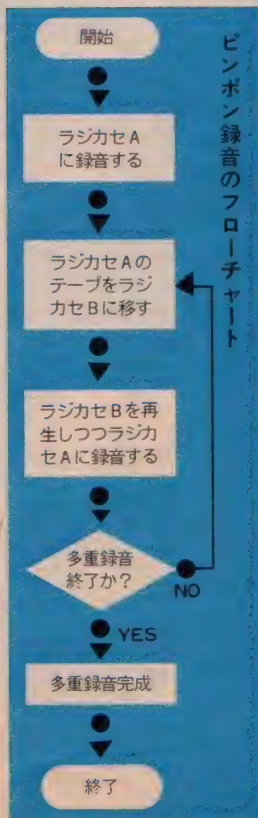 ピンポン録音のフローチャート
開始
ラジカセA
に録音する
ラジカセAの
テープをラジ
カセBに移す
ラジカセBを再
生しつつラジカ
セAに録音する
多重録音
終了か?
NO
YES
多重録音完成
終了